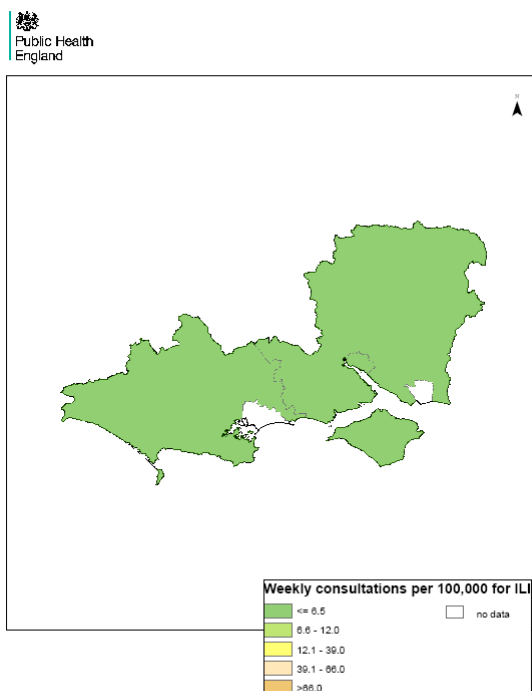 Public Health
England
N
Weekly consultations per 100,000 for ILI
<= 6.5
no data
6.6 - 12.0
12.1 - 39.0
39.1 - 66.0
>66.0